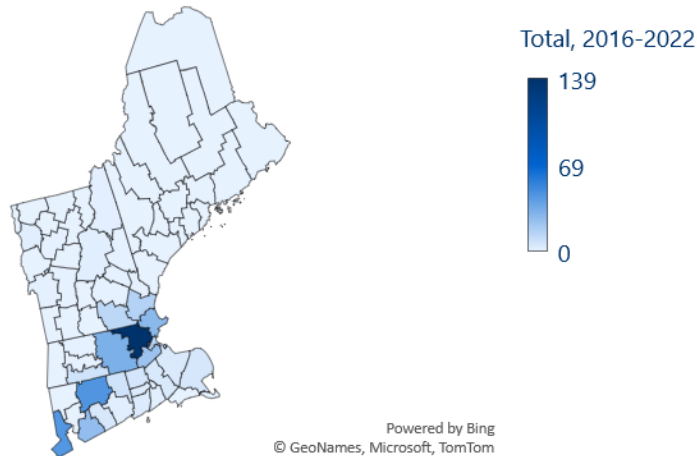 Total, 2016-2022
139
69
0
Powered by Bing
© GeoNames, Microsoft, TomTom